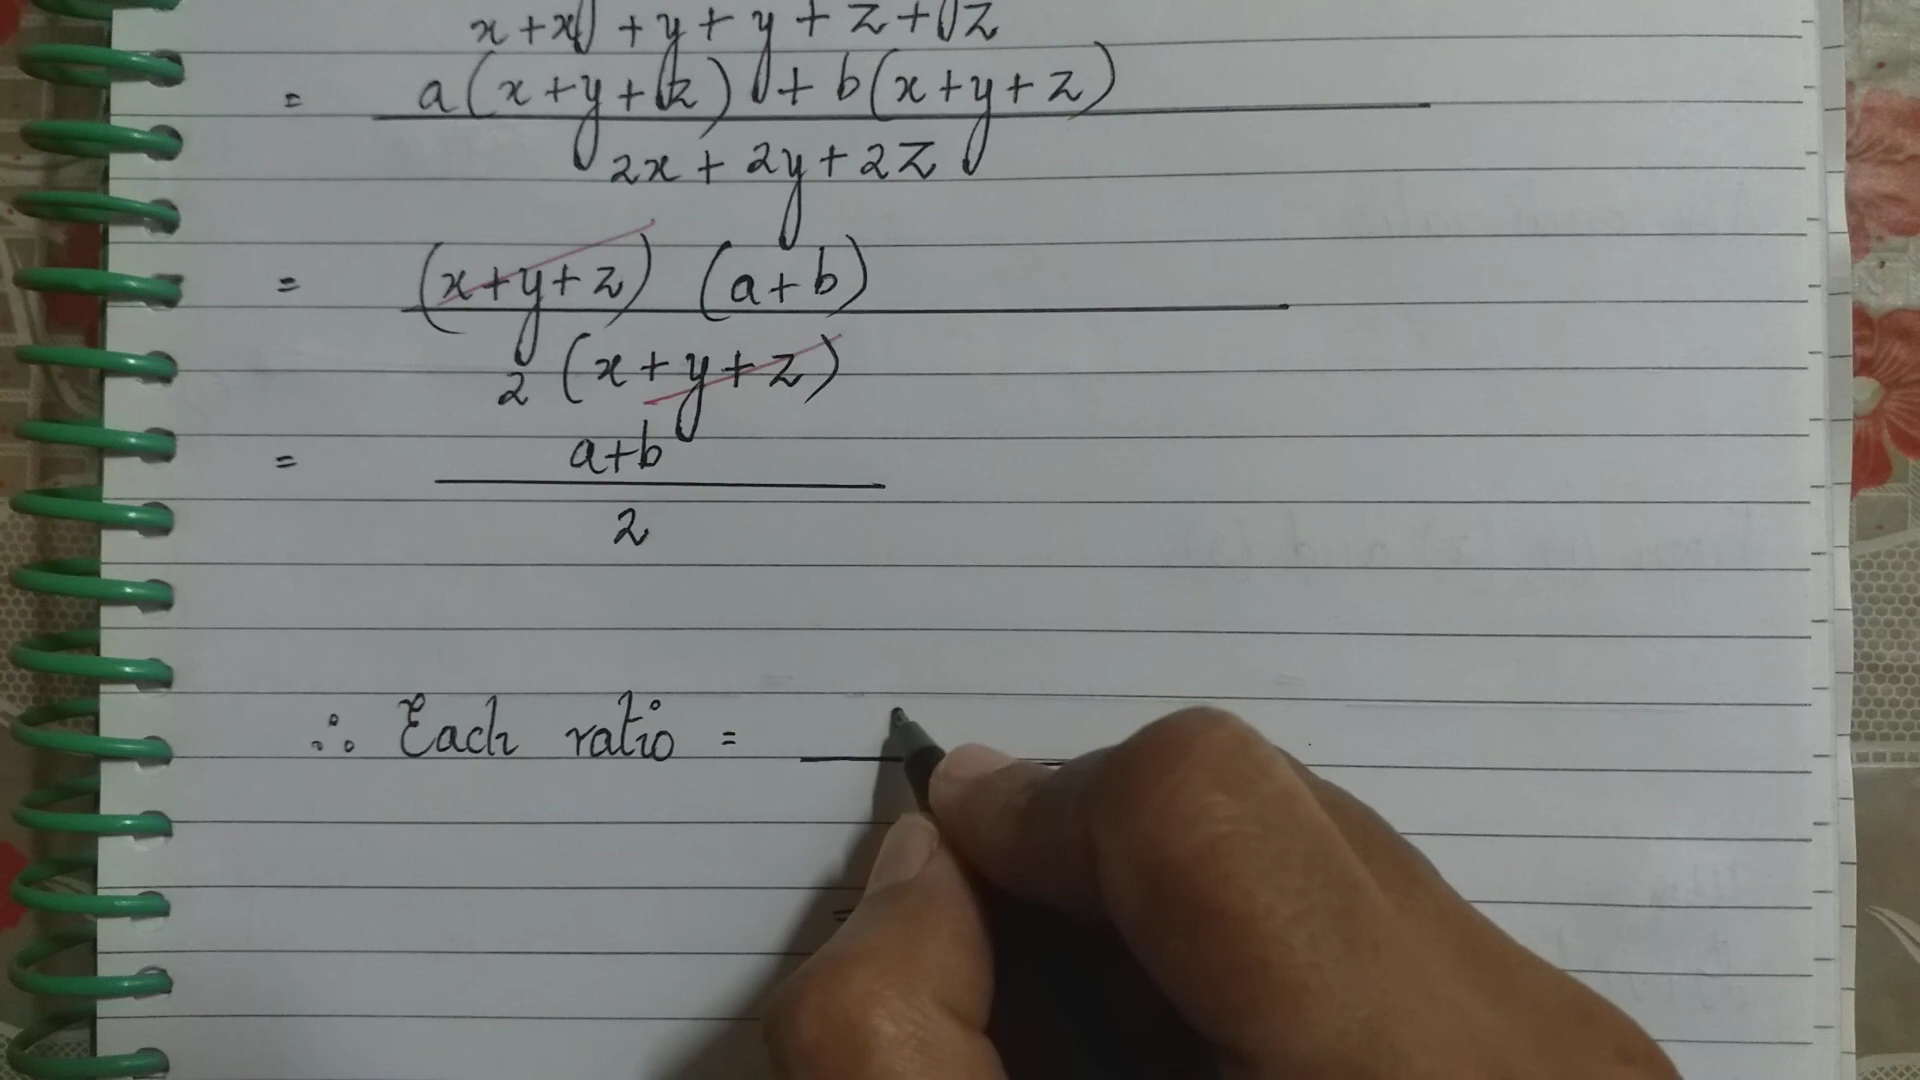 x + x + y + y + z + z
= a(x+y+z) + b(x+y+z)
2x + 2y + 2z
= (x+y+z) (a+b)
2 (x+y+z)
= a+b
2
∴ Each ratio =
=